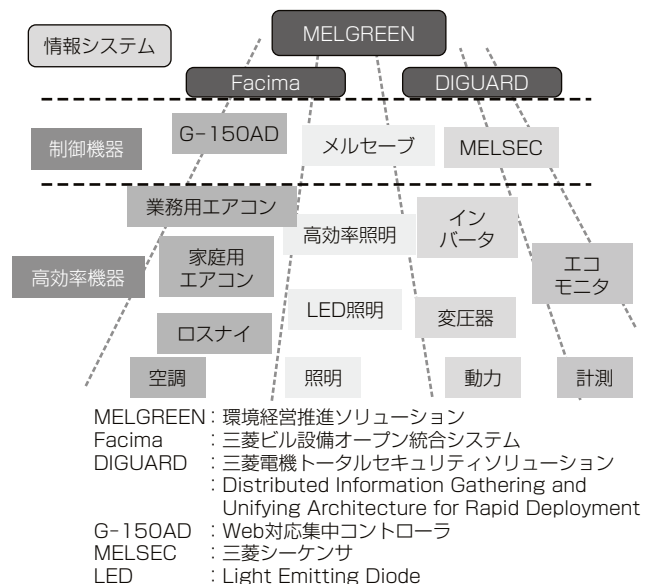 情報システム
MELGREEN
Facima
DIGUARD
制御機器
G-150AD
メルセーブ
MELSEC
高効率機器
業務用エアコン
家庭用
エアコン
ロスナイ
空調
高効率照明
LED照明
照明
イン
バータ
変圧器
動力
エコ
モニタ
計測
MELGREEN：環境経営推進ソリューション
Facima：三菱ビル設備オープン統合システム
DIGUARD：三菱電機トータルセキュリティソリューション
：Distributed Information Gathering and
Unifying Architecture for Rapid Deployment
G-150AD：Web対応集中コントローラ
MELSEC：三菱シーケンサ
LED：Light Emitting Diode